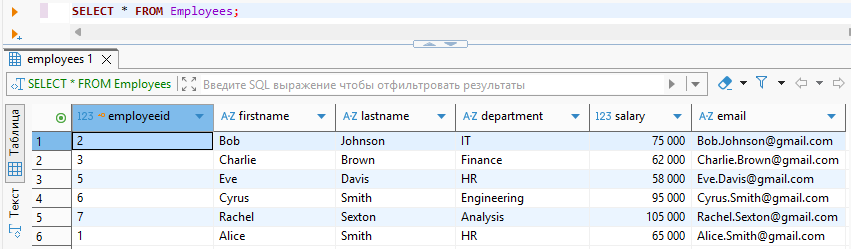 SELECT * FROM Employees;
employees 1
SELECT * FROM Employees Введите SQL выражение чтобы отфильтровать результаты
Таблица
Текст
123 employeeid A-Z firstname A-Z lastname A-Z department 123 salary A-Z email
1 2 Bob Johnson IT 75 000 Bob.Johnson@gmail.com
2 3 Charlie Brown Finance 62 000 Charlie.Brown@gmail.com
3 5 Eve Davis HR 58 000 Eve.Davis@gmail.com
4 6 Cyrus Smith Engineering 95 000 Cyrus.Smith@gmail.com
5 7 Rachel Sexton Analysis 105 000 Rachel.Sexton@gmail.com
6 1 Alice Smith HR 65 000 Alice.Smith@gmail.com